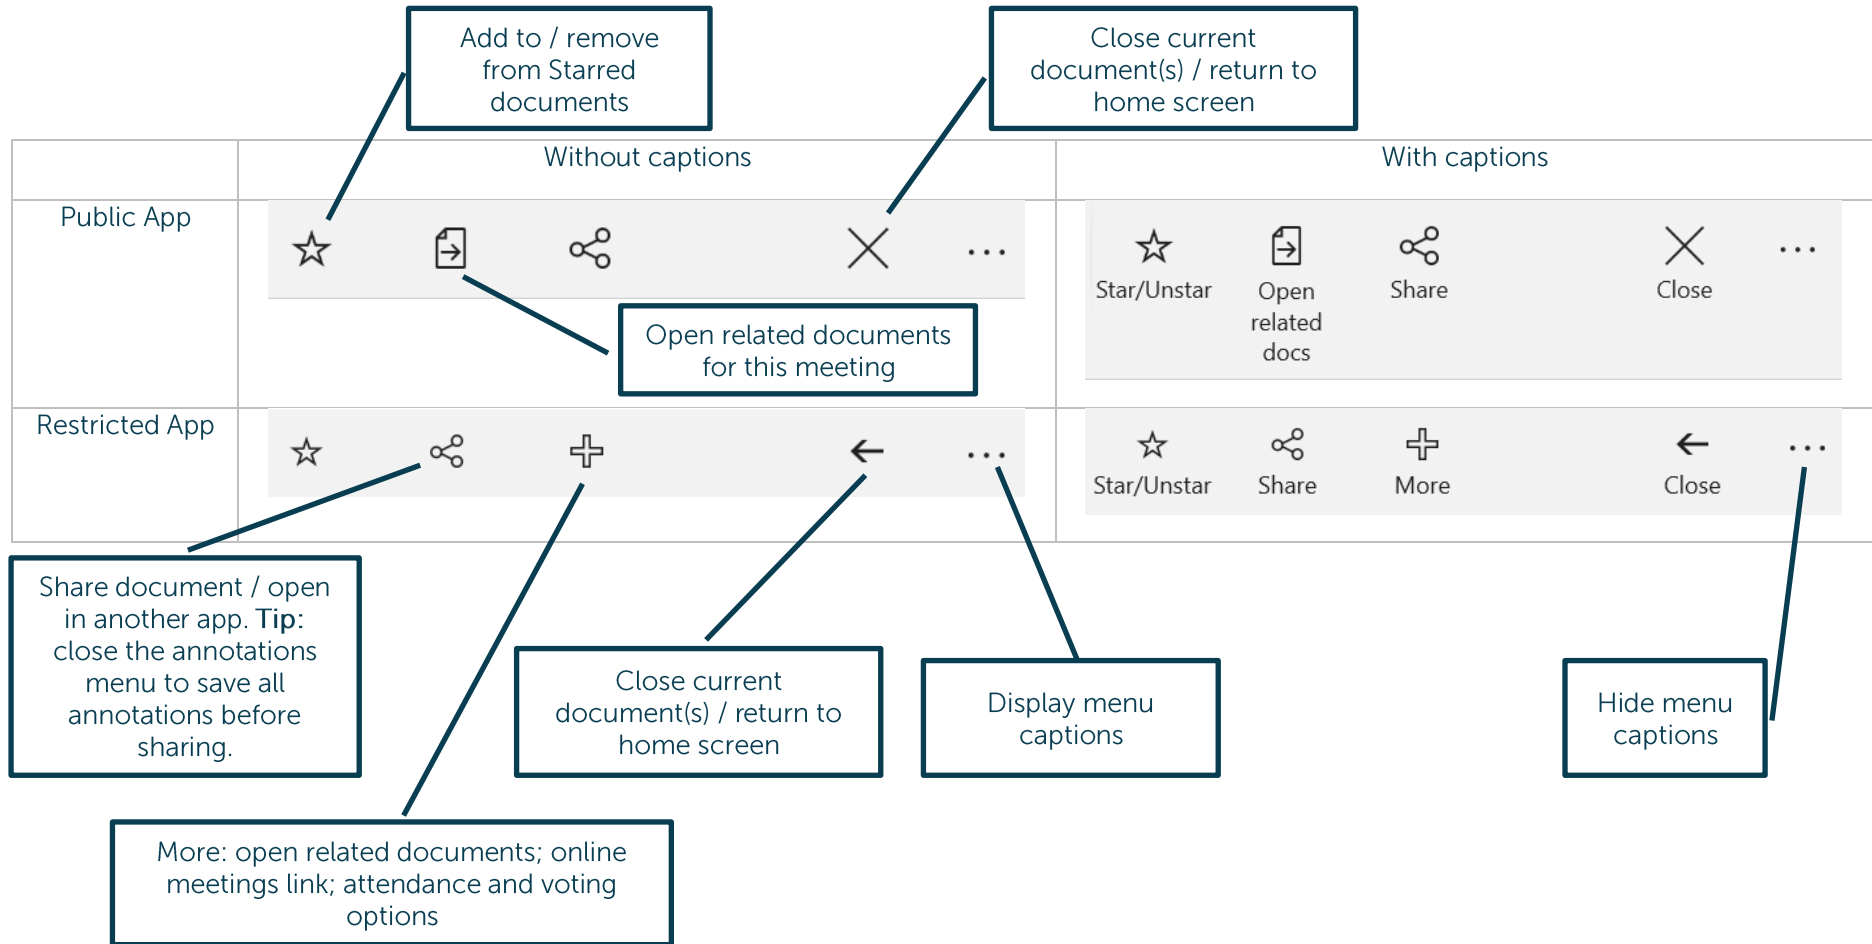 Add to / remove
from Starred
documents
Close current
document(s) / return to
home screen
Without captions
With captions
Public App
Star/Unstar
Open
related
docs
Share
Close
Open related documents
for this meeting
Restricted App
Star/Unstar
Share
More
Close
Share document / open
in another app. Tip:
close the annotations
menu to save all
annotations before
sharing.
Close current
document(s) / return to
home screen
Display menu
captions
Hide menu
captions
More: open related documents; online
meetings link; attendance and voting
options